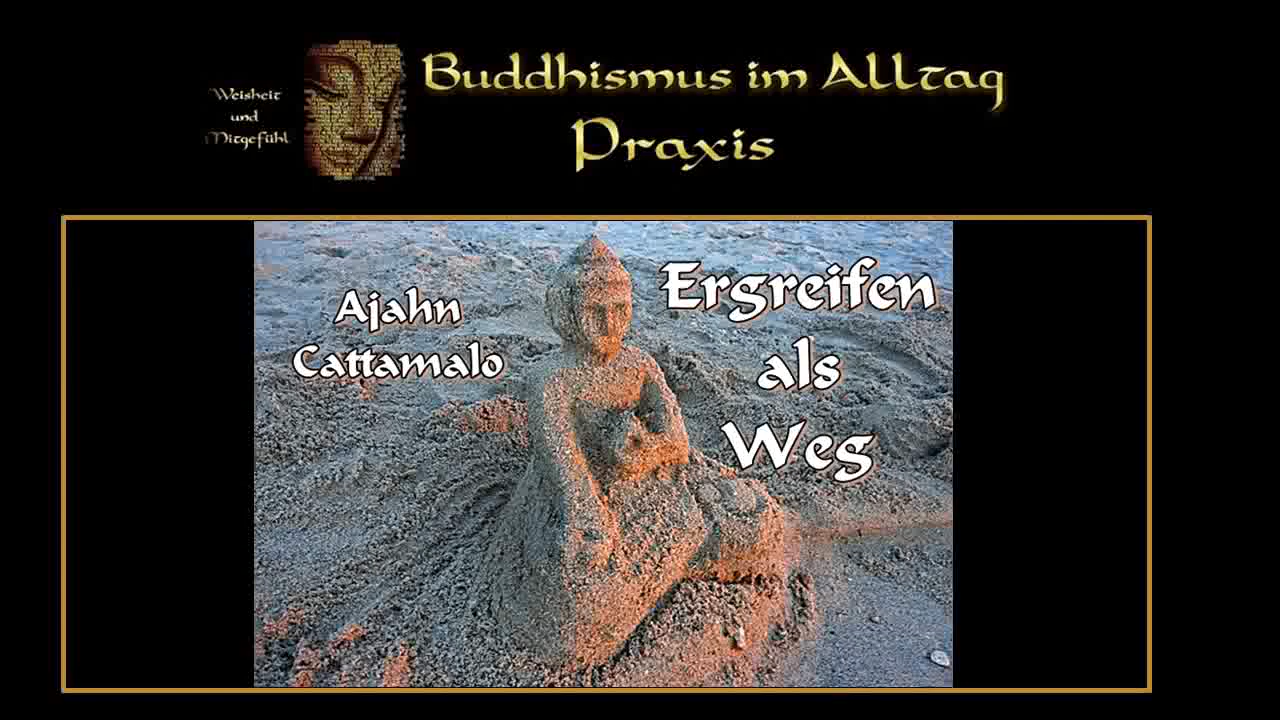 Weisheit
und
Mitgefühl
Buddhismus im Alltag
Praxis
Ajahn
Cattamalo
Ergreifen
als
Weg